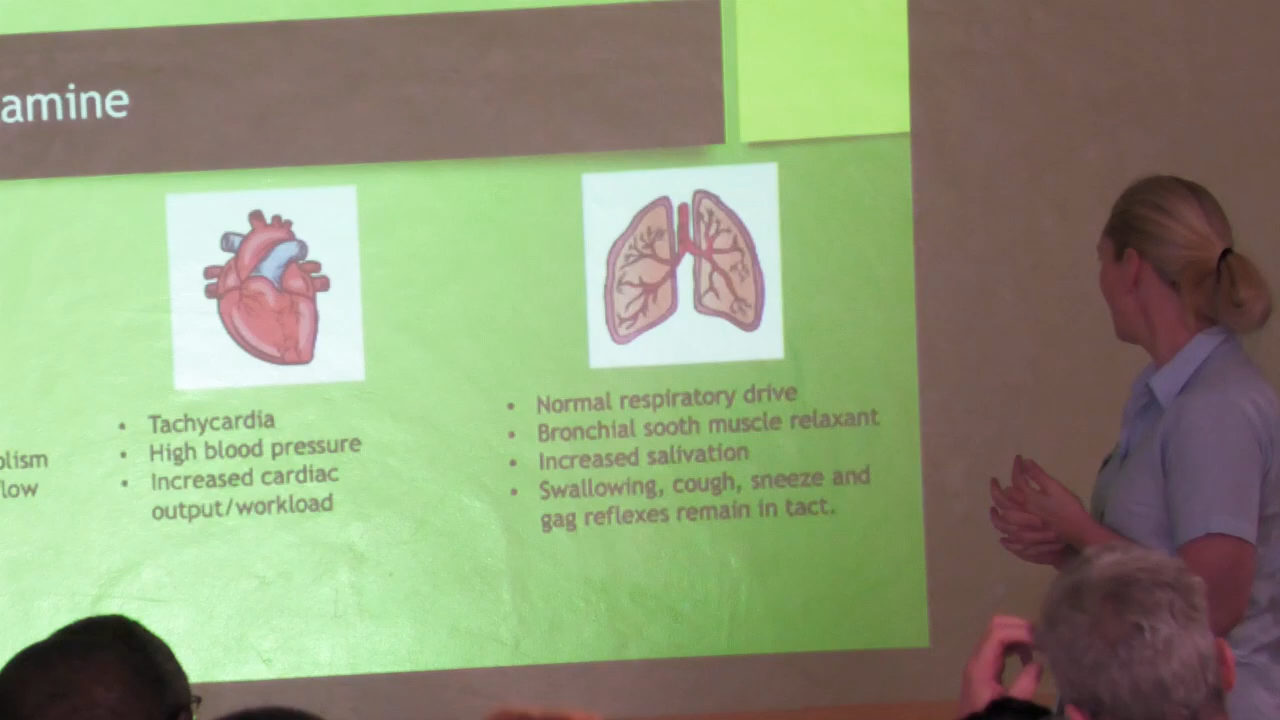 amine
olism
low
• Tachycardia
• High blood pressure
• Increased cardiac
output/workload
• Normal respiratory drive
• Bronchial sooth muscle relaxant
• Increased salivation
• Swallowing, cough, sneeze and
gag reflexes remain in tact.